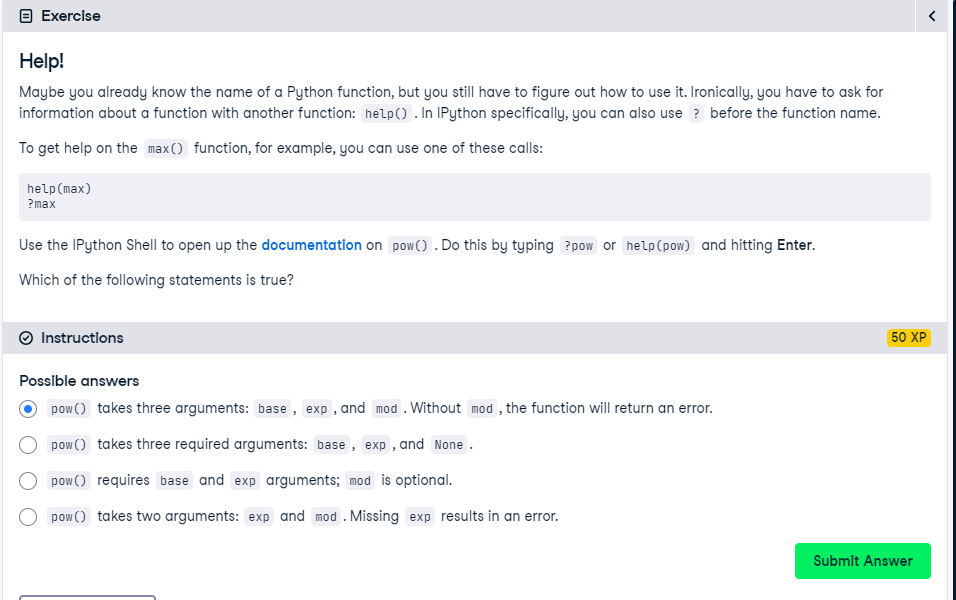 Exercise
Help!
Maybe you already know the name of a Python function, but you still have to figure out how to use it. Ironically, you have to ask for
information about a function with another function: help(). In IPython specifically, you can also use ? before the function name.
To get help on the max() function, for example, you can use one of these calls:
help(max)
?max
Use the IPython Shell to open up the documentation on pow(). Do this by typing ?pow or help(pow) and hitting Enter.
Which of the following statements is true?
Instructions
50 XP
Possible answers
pow() takes three arguments: base, exp, and mod. Without mod, the function will return an error.
pow() takes three required arguments: base, exp, and None.
pow() requires base and exp arguments; mod is optional.
pow() takes two arguments: exp and mod. Missing exp results in an error.
Submit Answer